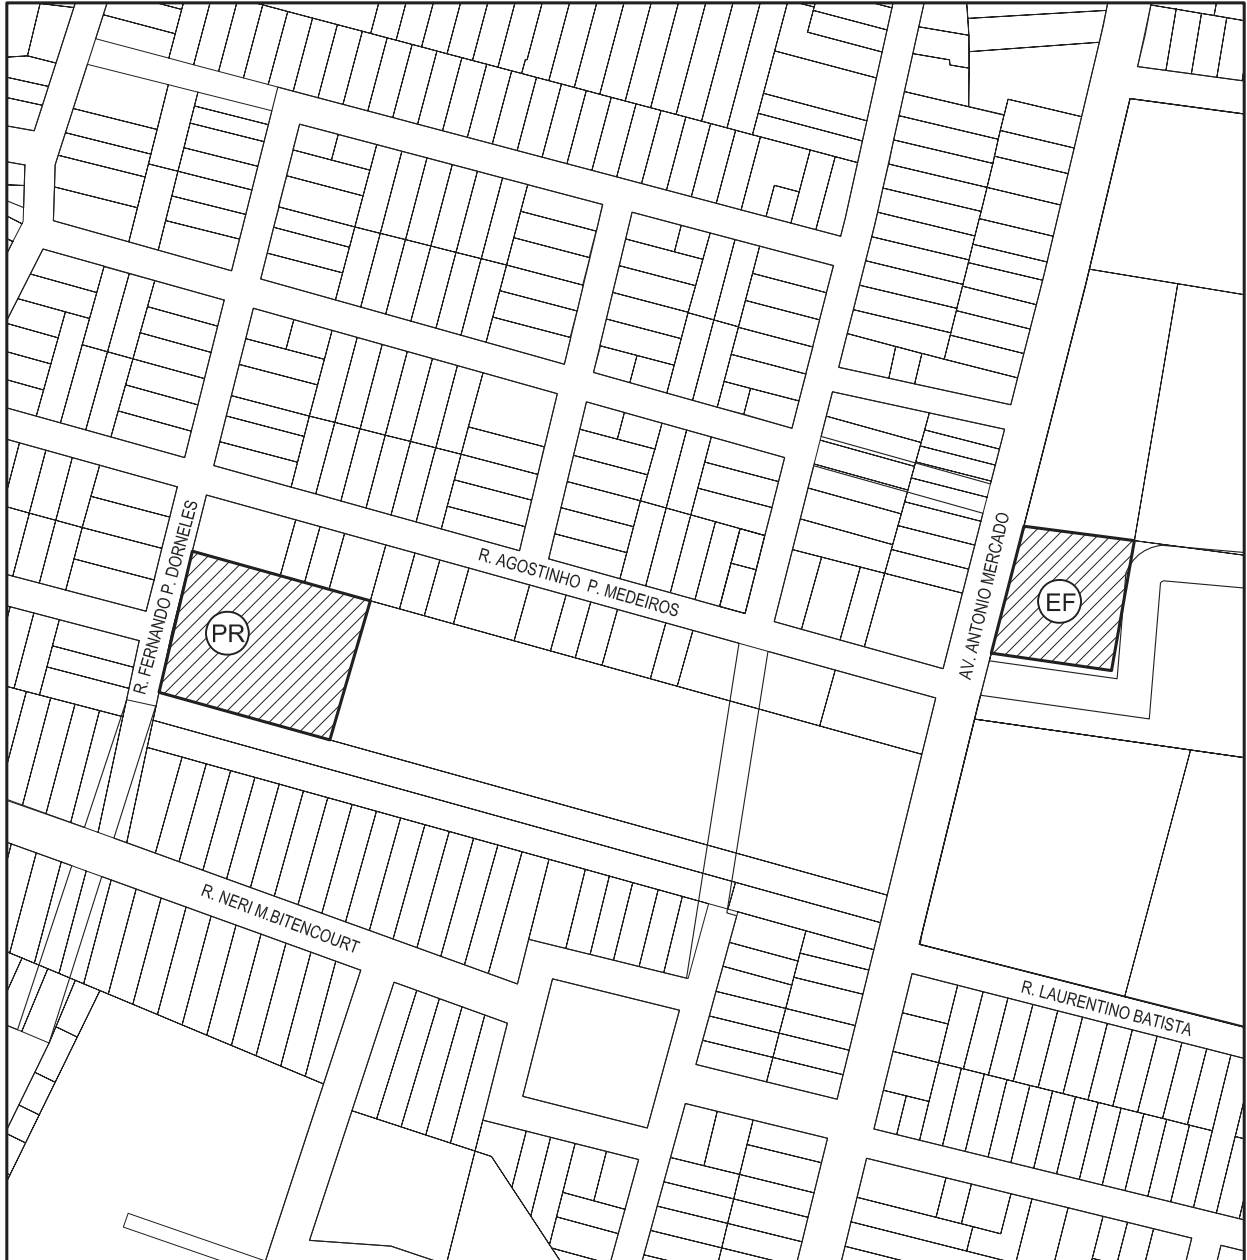 R. FERNANDO P. DORNELES
R. AGOSTINHO P. MEDEIROS
AV. ANTONIO MERCADO
EF
PR
R. NERI M.BITENCOURT
R. LAURENTINO BATISTA